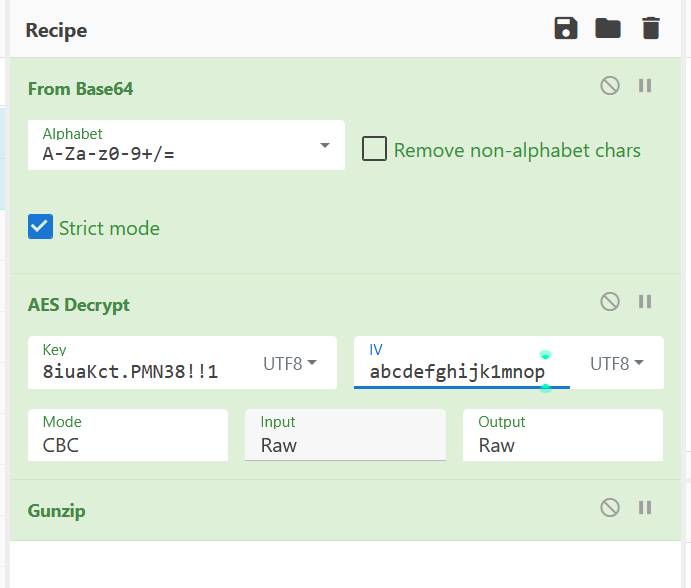 Recipe
From Base64
Alphabet
A-Za-z0-9+/=
Remove non-alphabet chars
Strict mode
AES Decrypt
Key
8iuaKct.PMN38!!1
UTF8
IV
abcdefghijk1mnop
UTF8
Mode
CBC
Input
Raw
Output
Raw
Gunzip